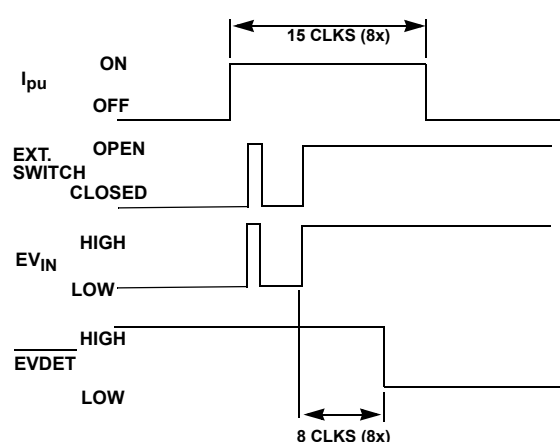 15 CLKS (8x)
Ipu
ON
OFF
EXT.
SWITCH
OPEN
CLOSED
EVIN
HIGH
LOW
EVDET
HIGH
LOW
8 CLKS (8x)